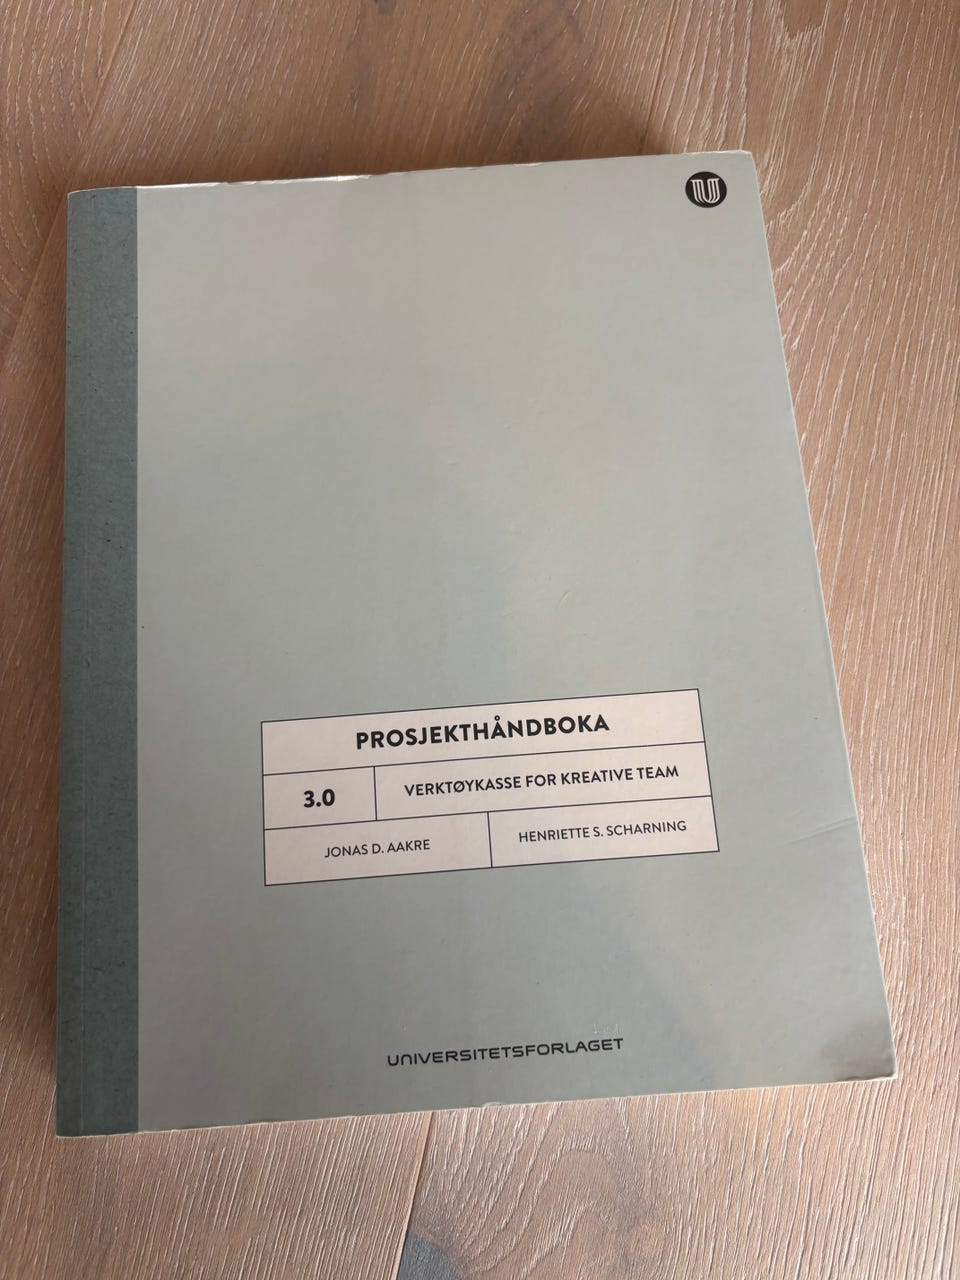 U
PROSJEKTHÅNDBOKA
3.0
VERKTØYKASSE FOR KREATIVE TEAM
JONAS D. AAKRE
HENRIETTE S. SCHARNING
UNIVERSITETSFORLAGET